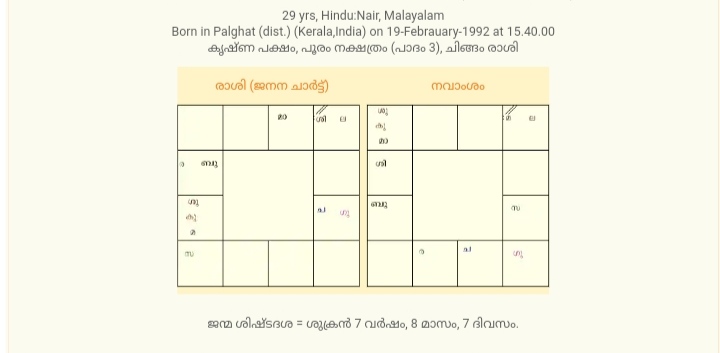 29 yrs, Hindu:Nair, Malayalam
Born in Palghat (dist.) (Kerala,India) on 19-Febrauary-1992 at 15.40.00
കൃഷ്ണ പക്ഷം, പൂരം നക്ഷത്രം (പാദം 3), ചിങ്ങം രാശി
രാശി (ജനന ചാർട്ട്)
മാ
ല
ര ബു
ശു
കു
മ
ച ഗു
സ
നവാംശം
ശു
കു
മാ
മ ല
ശി
ബു
സ
ര ച ഗു
ജന്മ ശിഷ്ടദശ = ശുക്രൻ 7 വർഷം, 8 മാസം, 7 ദിവസം.